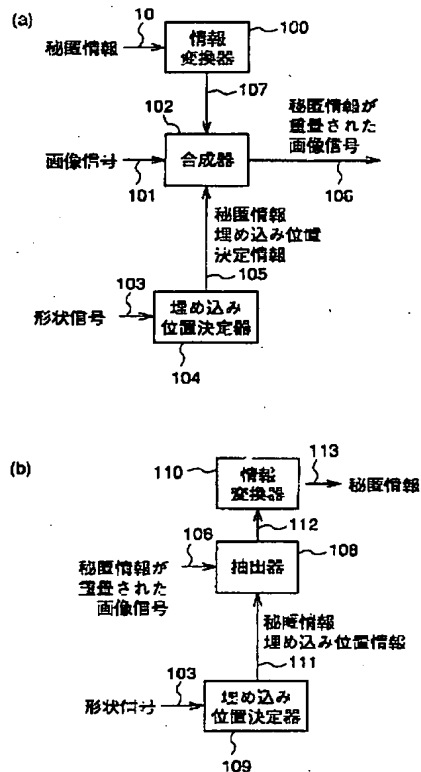 (a)
10
秘匿情報
情報
変換器
100
107
102
秘匿情報が
重畳された
画像信号
画像信号
101
合成器
106
秘匿情報
埋め込み位置
決定情報
105
103
形状信号
埋め込み
位置決定器
104
(b)
110
情報
変換器
113
秘匿情報
112
106
秘匿情報が
重畳された
画像信号
抽出器
108
秘匿情報
埋め込み位置情報
111
103
形状信号
埋め込み
位置決定器
109